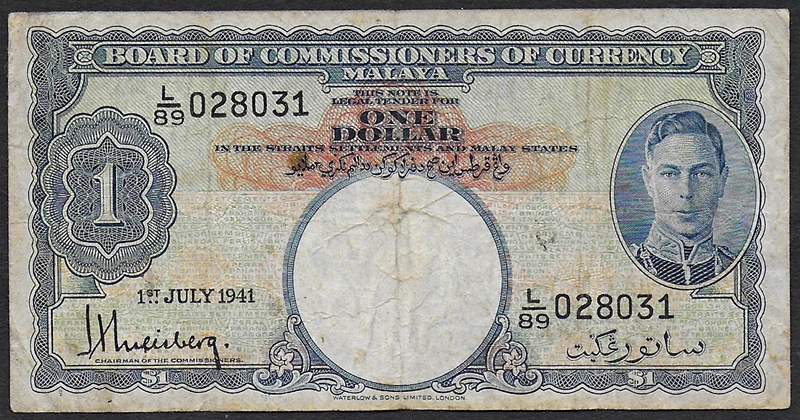 BOARD OF COMMISSIONERS OF CURRENCY
MALAYA
L/89 028031
THIS NOTE IS
LEGAL TENDER FOR
ONE
DOLLAR
IN THE STRAITS SETTLEMENTS AND MALAY STATES
1
1ST JULY 1941
L/89 028031
CHAIRMAN OF THE COMMISSIONERS.
ساتو رڠݢيت
$1
$1
WATERLOW & SONS LIMITED, LONDON.